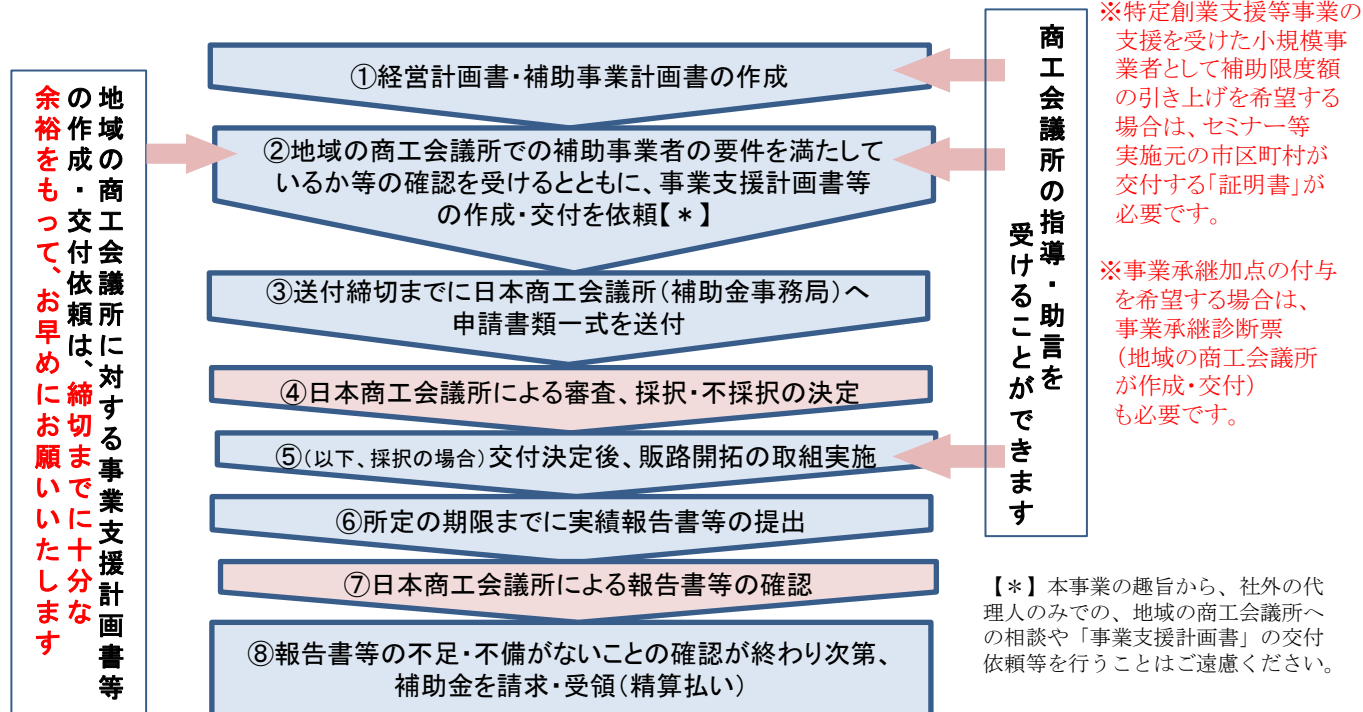 地域の商工会議所に対する事業支援計画書等
の作成・交付依頼は、締切までに十分な
余裕をもって、お早めにお願いいたします
①経営計画書・補助事業計画書の作成
②地域の商工会議所での補助事業者の要件を満たして
いるか等の確認を受けるとともに、事業支援計画書等
の作成・交付を依頼【＊】
③送付締切までに日本商工会議所（補助金事務局）へ
申請書類一式を送付
④日本商工会議所による審査、採択・不採択の決定
⑤（以下、採択の場合）交付決定後、販路開拓の取組実施
⑥所定の期限までに実績報告書等の提出
⑦日本商工会議所による報告書等の確認
⑧報告書等の不足・不備がないことの確認が終わり次第、
補助金を請求・受領（精算払い）
商工会議所の指導・助言を
受けることができます
※特定創業支援等事業の
支援を受けた小規模事
業者として補助限度額
の引き上げを希望する
場合は、セミナー等
実施元の市区町村が
交付する「証明書」が
必要です。
※事業承継加点の付与
を希望する場合は、
事業承継診断票
（地域の商工会議所
が作成・交付）
も必要です。
【＊】本事業の趣旨から、社外の代
理人のみでの、地域の商工会議所へ
の相談や「事業支援計画書」の交付
依頼等を行うことはご遠慮ください。